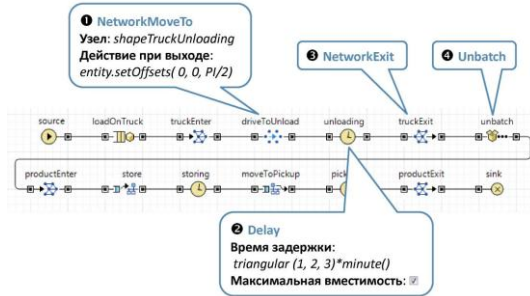 ❶ NetworkMoveTo
Узел: shapeTruckUnloading
Действие при выходе:
entity.setOffsets( 0, 0, PI/2)
❸ NetworkExit
❹ Unbatch
source loadOnTruck truckEnter driveToUnload unloading truckExit unbatch
productEnter store storing moveToPickup productExit sink
❷ Delay
Время задержки:
triangular (1, 2, 3)*minute()
Максимальная вместимость: